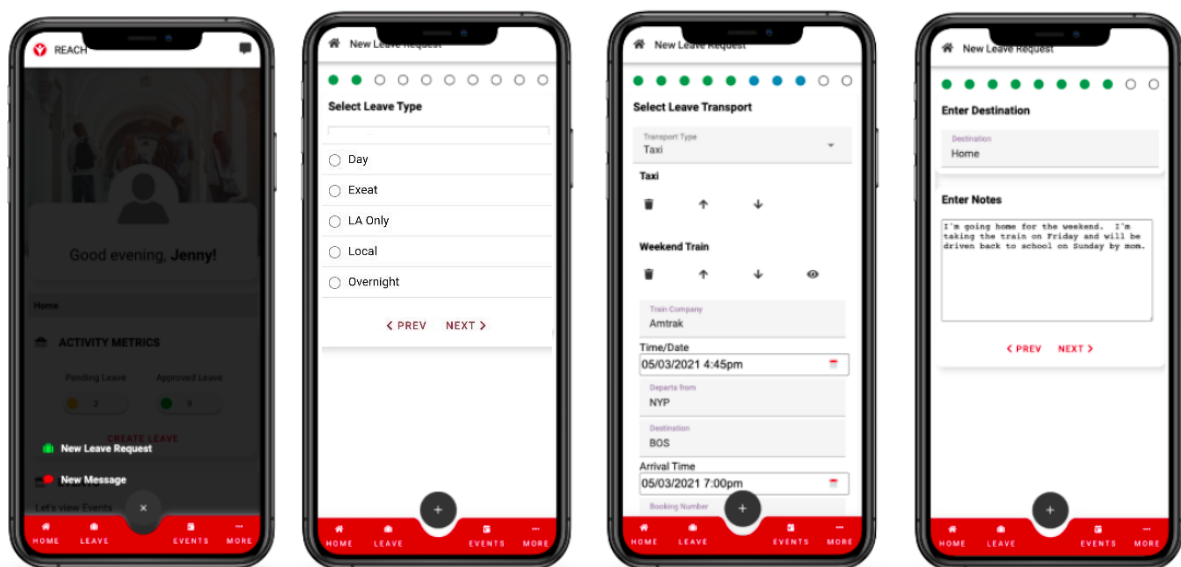 REACH
Good evening, Jenny!
Home
ACTIVITY METRICS
Pending Leave Approved Leave
2 9
CREATE LEAVE
New Leave Request
New Message
Let's view Events
×
HOME LEAVE EVENTS MORE
New Leave Request
Select Leave Type
Day
Exeat
LA Only
Local
Overnight
< PREV NEXT >
+
HOME LEAVE EVENTS MORE
New Leave Request
Select Leave Transport
Transport Type
Taxi
Taxi
Weekend Train
Train Company
Amtrak
Time/Date
05/03/2021 4:45pm
Departs from
NYP
Destination
BOS
Arrival Time
05/03/2021 7:00pm
Booking Number
+
HOME LEAVE EVENTS MORE
New Leave Request
Enter Destination
Destination
Home
Enter Notes
I'm going home for the weekend. I'm
taking the train on Friday and will be
driven back to school on Sunday by mom.
< PREV NEXT >
+
HOME LEAVE EVENTS MORE